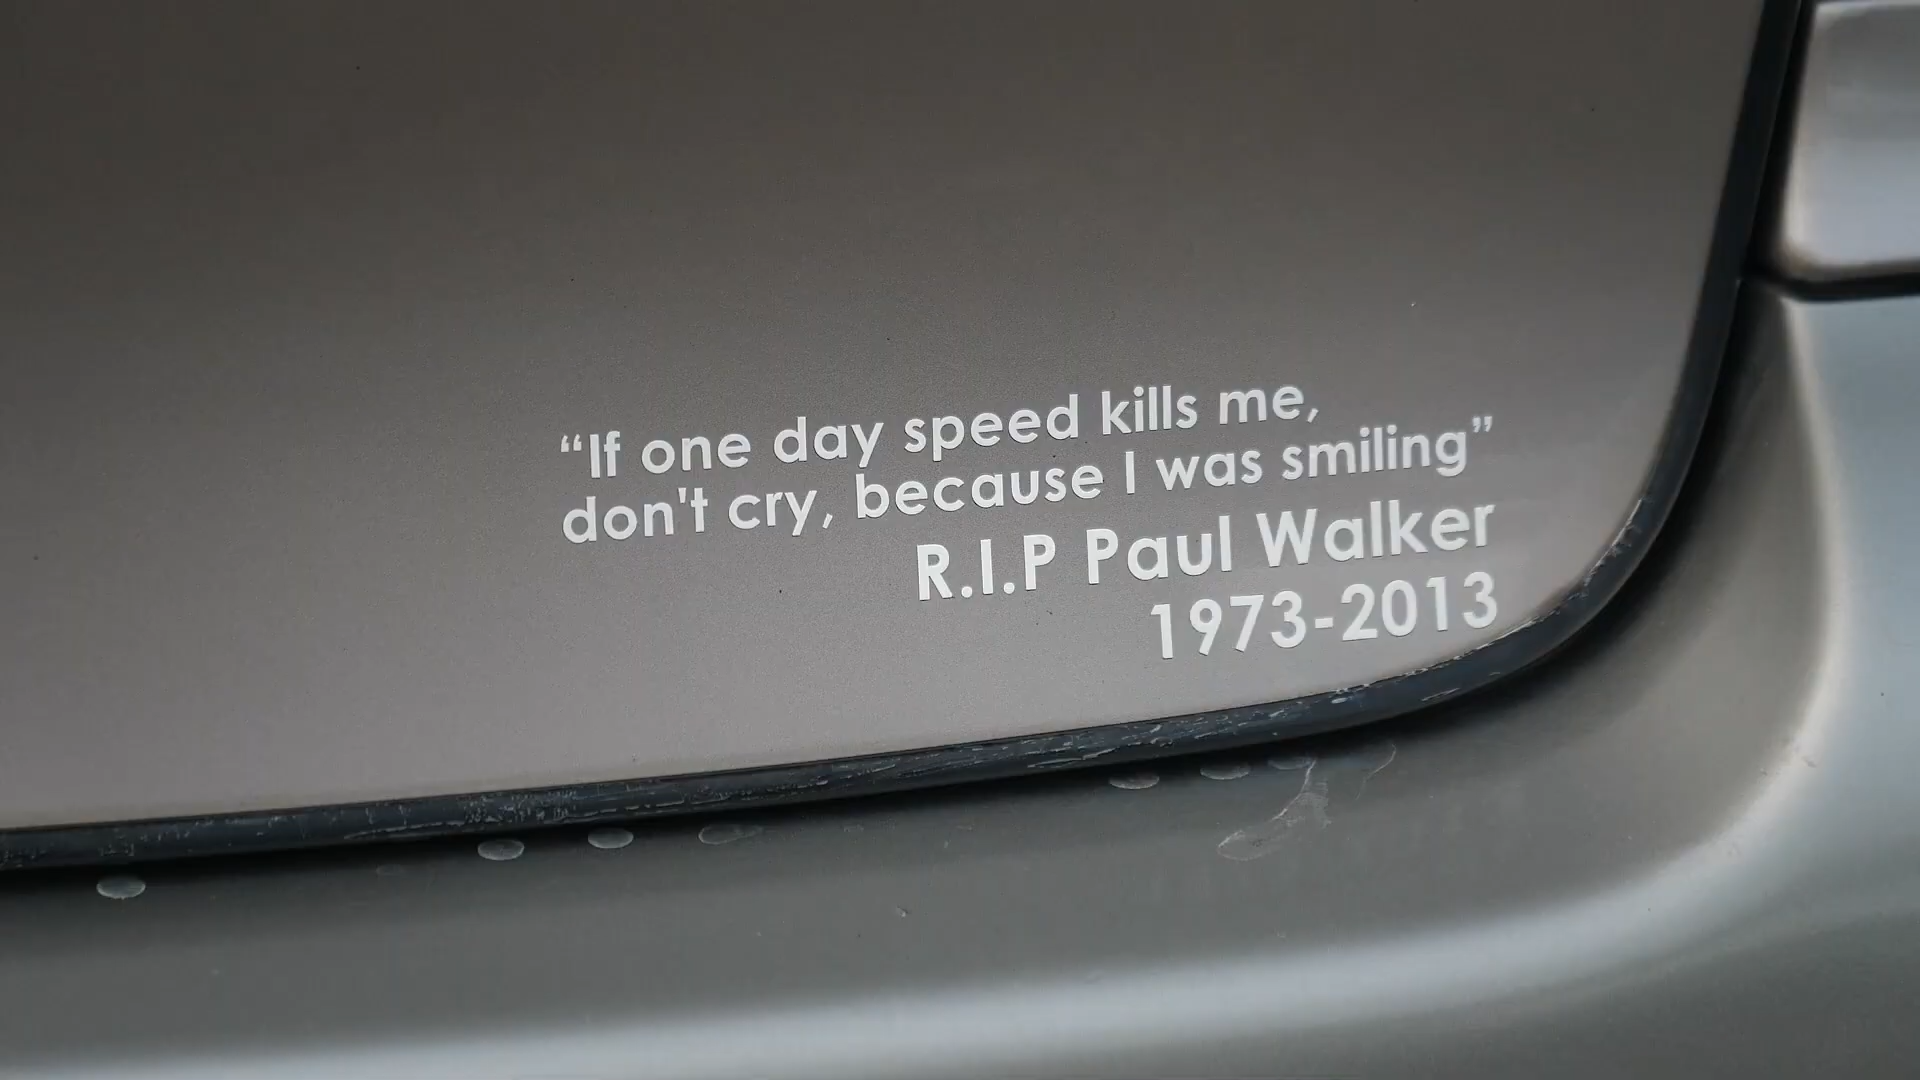 “If one day speed kills me,
don't cry, because I was smiling”
R.I.P Paul Walker
1973-2013